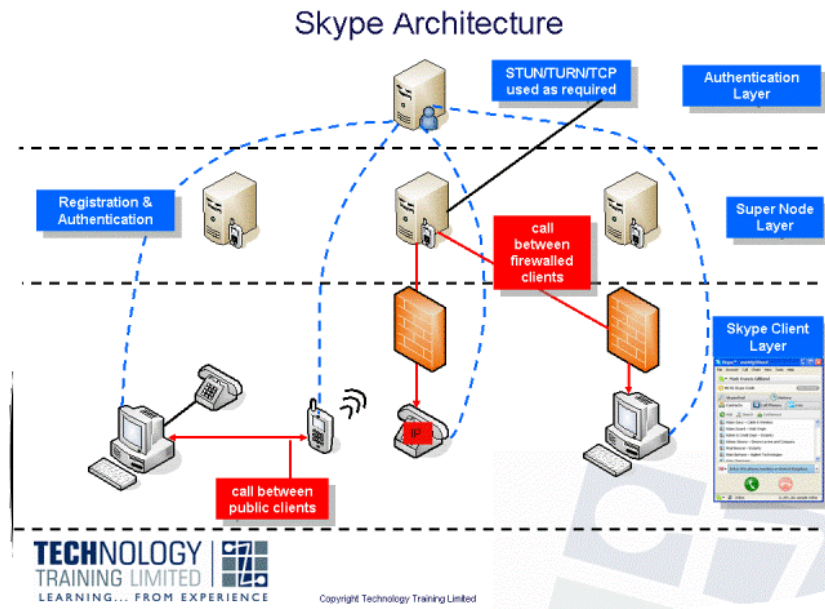 Skype Architecture
STUN/TURN/TCP
used as required
Authentication
Layer
Registration &
Authentication
Super Node
Layer
call
between
firewalled
clients
Skype Client
Layer
IP
call between
public clients
TECHNOLOGY
TRAINING LIMITED
LEARNING... FROM EXPERIENCE
Copyright Technology Training Limited